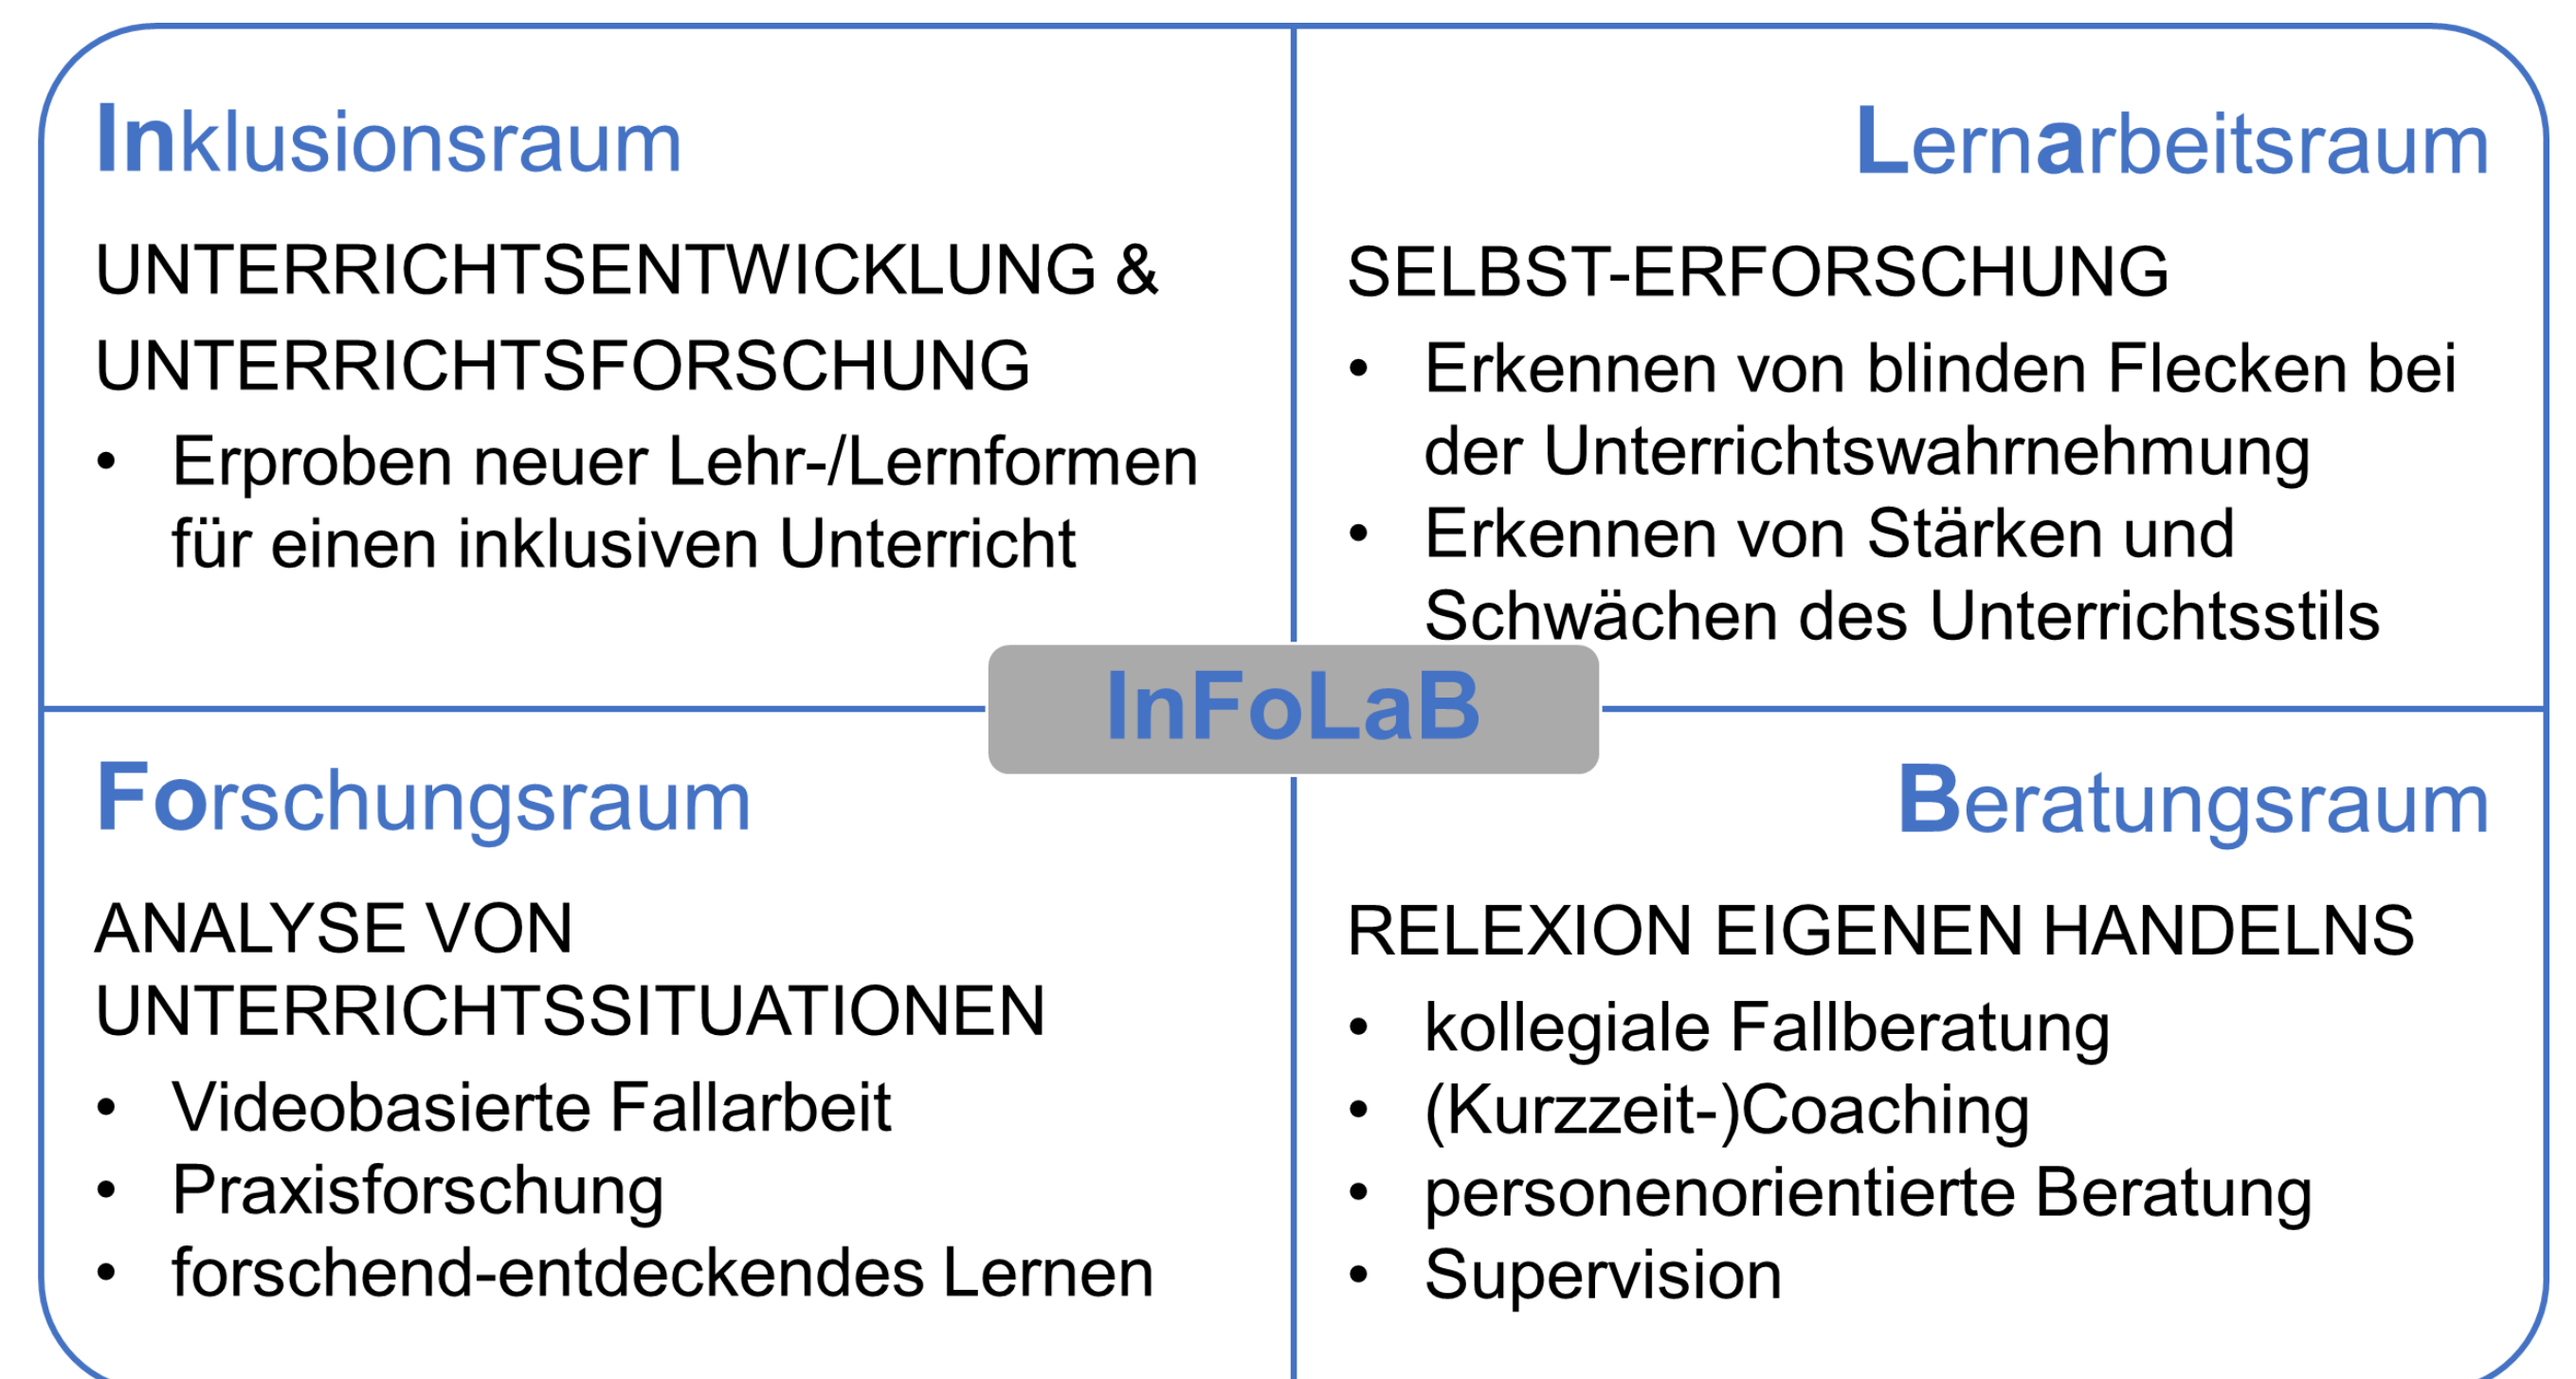 Inklusionsraum
UNTERRICHTSENTWICKLUNG &
UNTERRICHTSFORSCHUNG
• Erproben neuer Lehr-/Lernformen
für einen inklusiven Unterricht
Lernarbeitsraum
SELBST-ERFORSCHUNG
• Erkennen von blinden Flecken bei
der Unterrichtswahrnehmung
• Erkennen von Stärken und
Schwächen des Unterrichtsstils
InFoLaB
Forschungsraum
ANALYSE VON
UNTERRICHTSSITUATIONEN
• Videobasierte Fallarbeit
• Praxisforschung
• forschend-entdeckendes Lernen
Beratungsraum
RELEXION EIGENEN HANDELNS
• kollegiale Fallberatung
• (Kurzzeit-)Coaching
• personenorientierte Beratung
• Supervision